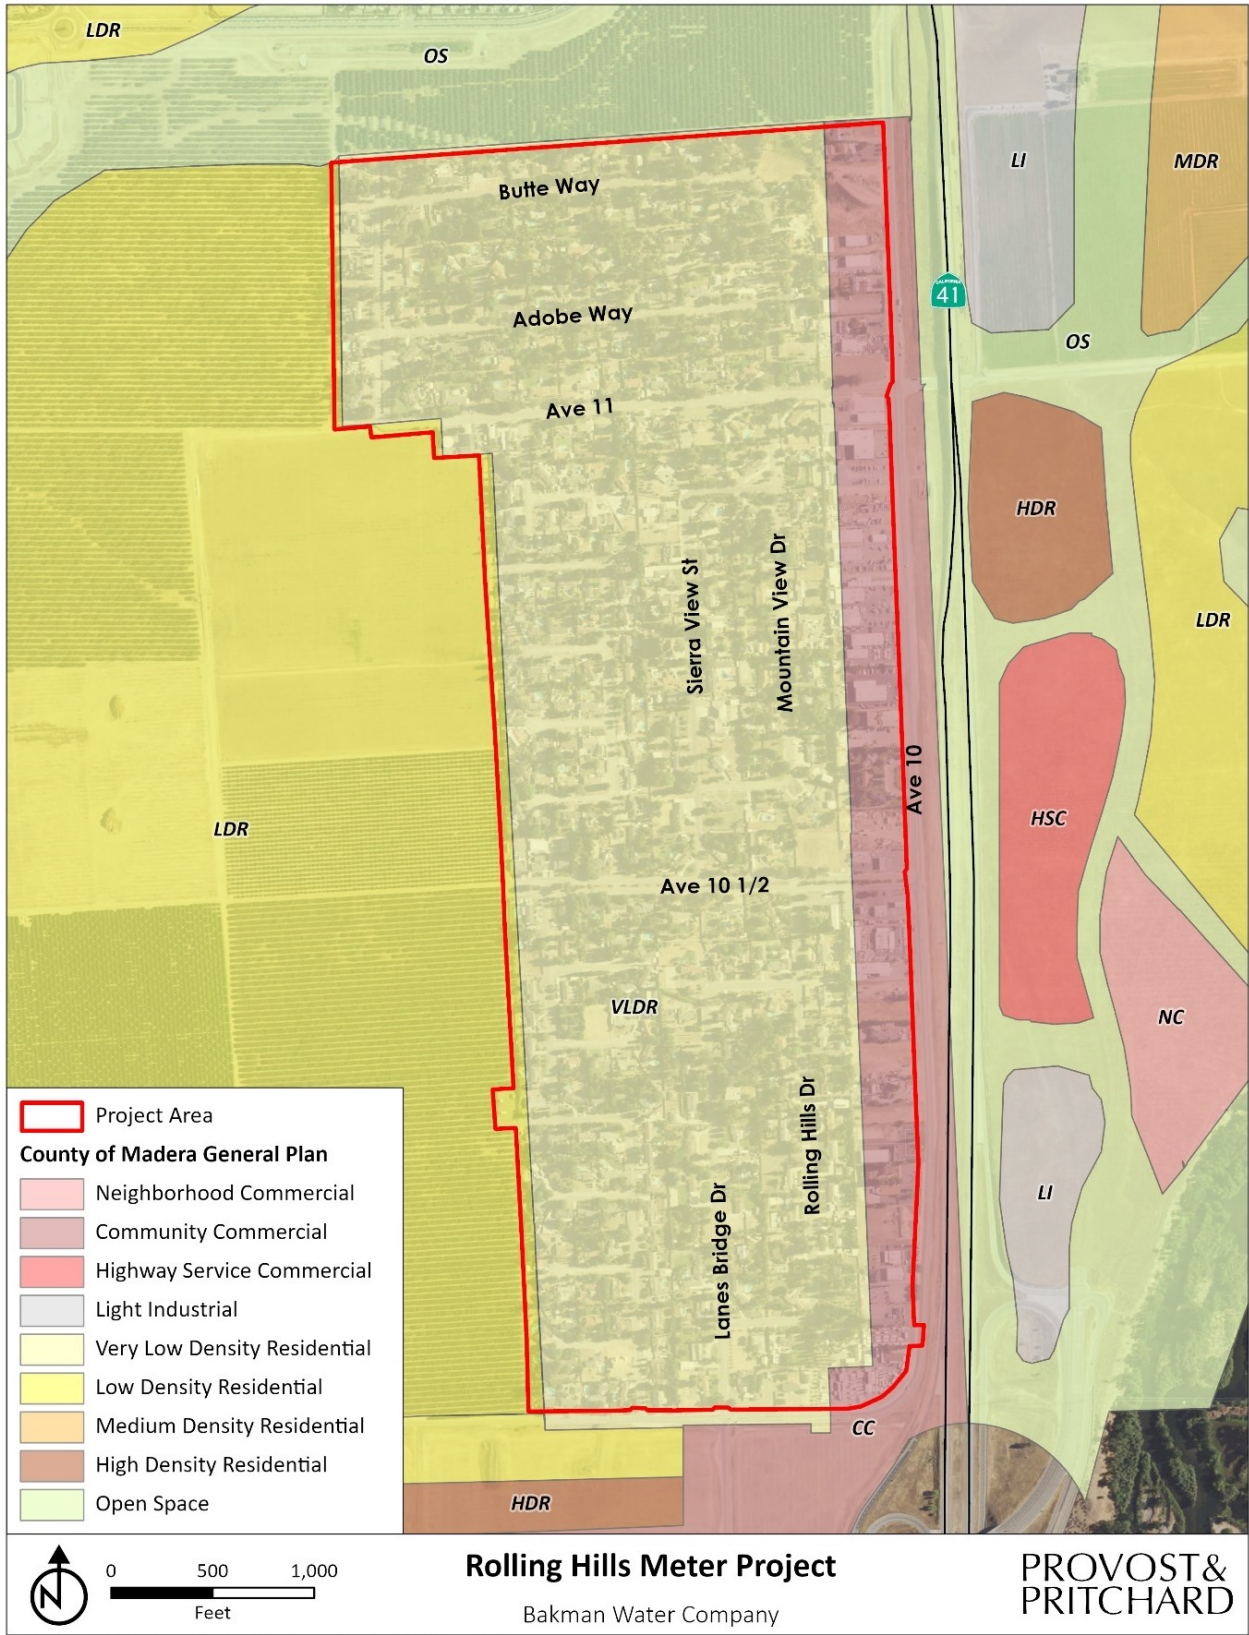 LDR
OS
LI
MDR
Butte Way
CALIFORNIA
41
Adobe Way
OS
Ave 11
HDR
Sierra View St
Mountain View Dr
LDR
Ave 10
HSC
LDR
Ave 10 1/2
VLDR
NC
Rolling Hills Dr
Lanes Bridge Dr
LI
CC
HDR
Project Area
County of Madera General Plan
Neighborhood Commercial
Community Commercial
Highway Service Commercial
Light Industrial
Very Low Density Residential
Low Density Residential
Medium Density Residential
High Density Residential
Open Space
N
0 500 1,000
Feet
Rolling Hills Meter Project
Bakman Water Company
PROVOST&
PRITCHARD